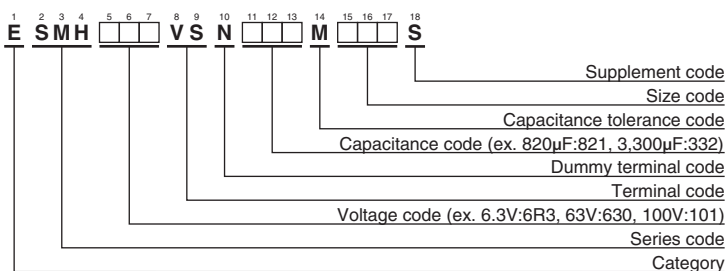 1 2 3 4 5 6 7 8 9 10 11 12 13 14 15 16 17 18
E SMH VS N M S
Supplement code
Size code
Capacitance tolerance code
Capacitance code (ex. 820µF:821, 3,300µF:332)
Dummy terminal code
Terminal code
Voltage code (ex. 6.3V:6R3, 63V:630, 100V:101)
Series code
Category